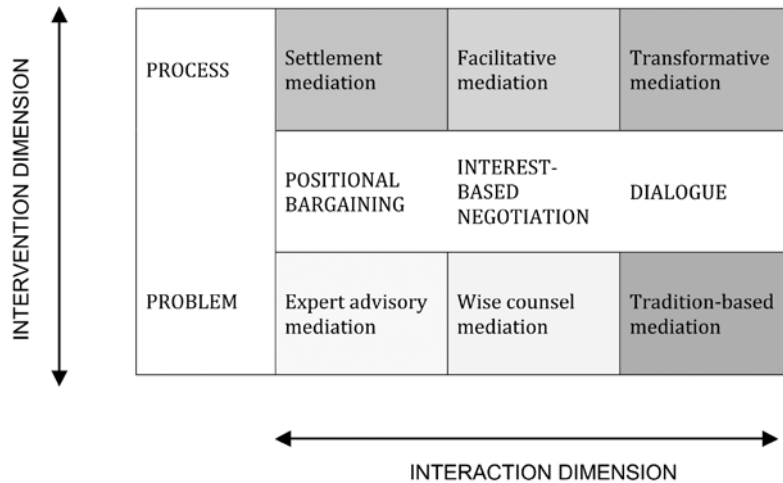 INTERVENTION DIMENSION
PROCESS
Settlement
mediation
Facilitative
mediation
Transformative
mediation
POSITIONAL
BARGAINING
INTEREST-
BASED
NEGOTIATION
DIALOGUE
PROBLEM
Expert advisory
mediation
Wise counsel
mediation
Tradition-based
mediation
INTERACTION DIMENSION